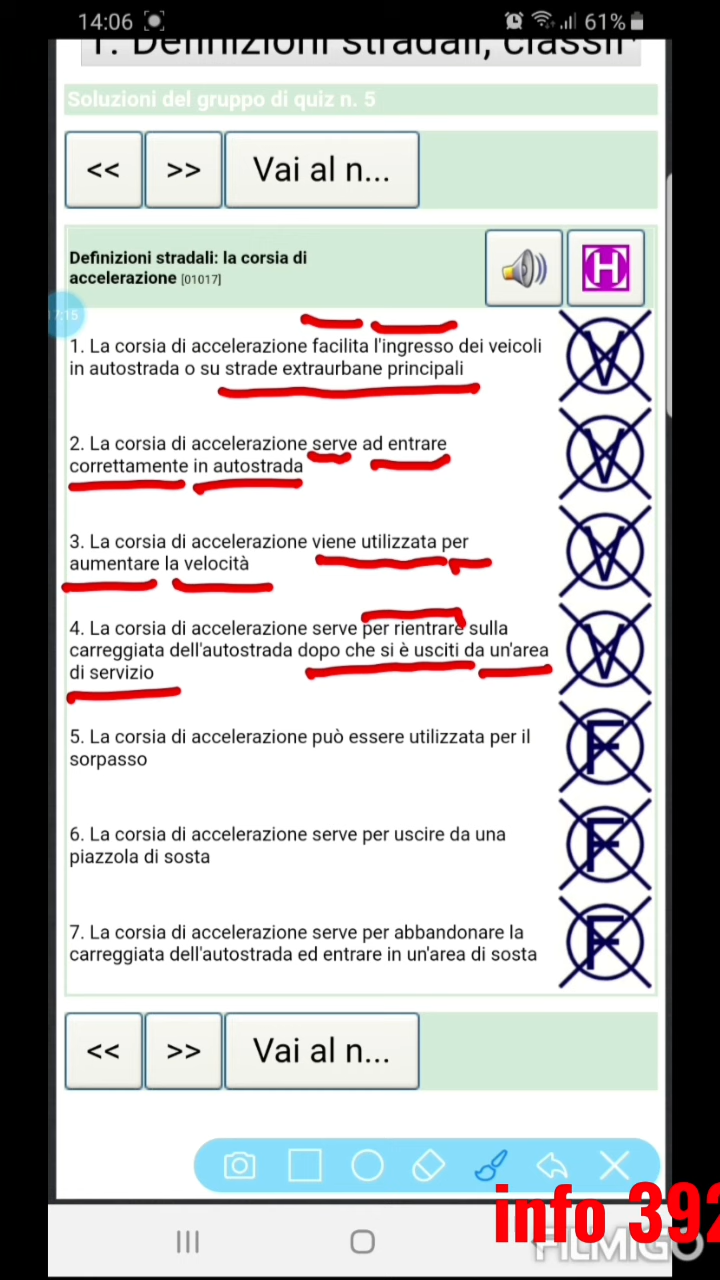 14:06 61%
1. Definizioni stradali, classif
Soluzioni del gruppo di quiz n. 5
<< >> Vai al n...
Definizioni stradali: la corsia di
accelerazione [01017]
H
17:15
1. La corsia di accelerazione facilita l'ingresso dei veicoli
in autostrada o su strade extraurbane principali
V
2. La corsia di accelerazione serve ad entrare
correttamente in autostrada
V
3. La corsia di accelerazione viene utilizzata per
aumentare la velocità
V
4. La corsia di accelerazione serve per rientrare sulla
carreggiata dell'autostrada dopo che si è usciti da un'area
di servizio
V
5. La corsia di accelerazione può essere utilizzata per il
sorpasso
F
6. La corsia di accelerazione serve per uscire da una
piazzola di sosta
F
7. La corsia di accelerazione serve per abbandonare la
carreggiata dell'autostrada ed entrare in un'area di sosta
F
<< >> Vai al n...
info 392
FILMIGO